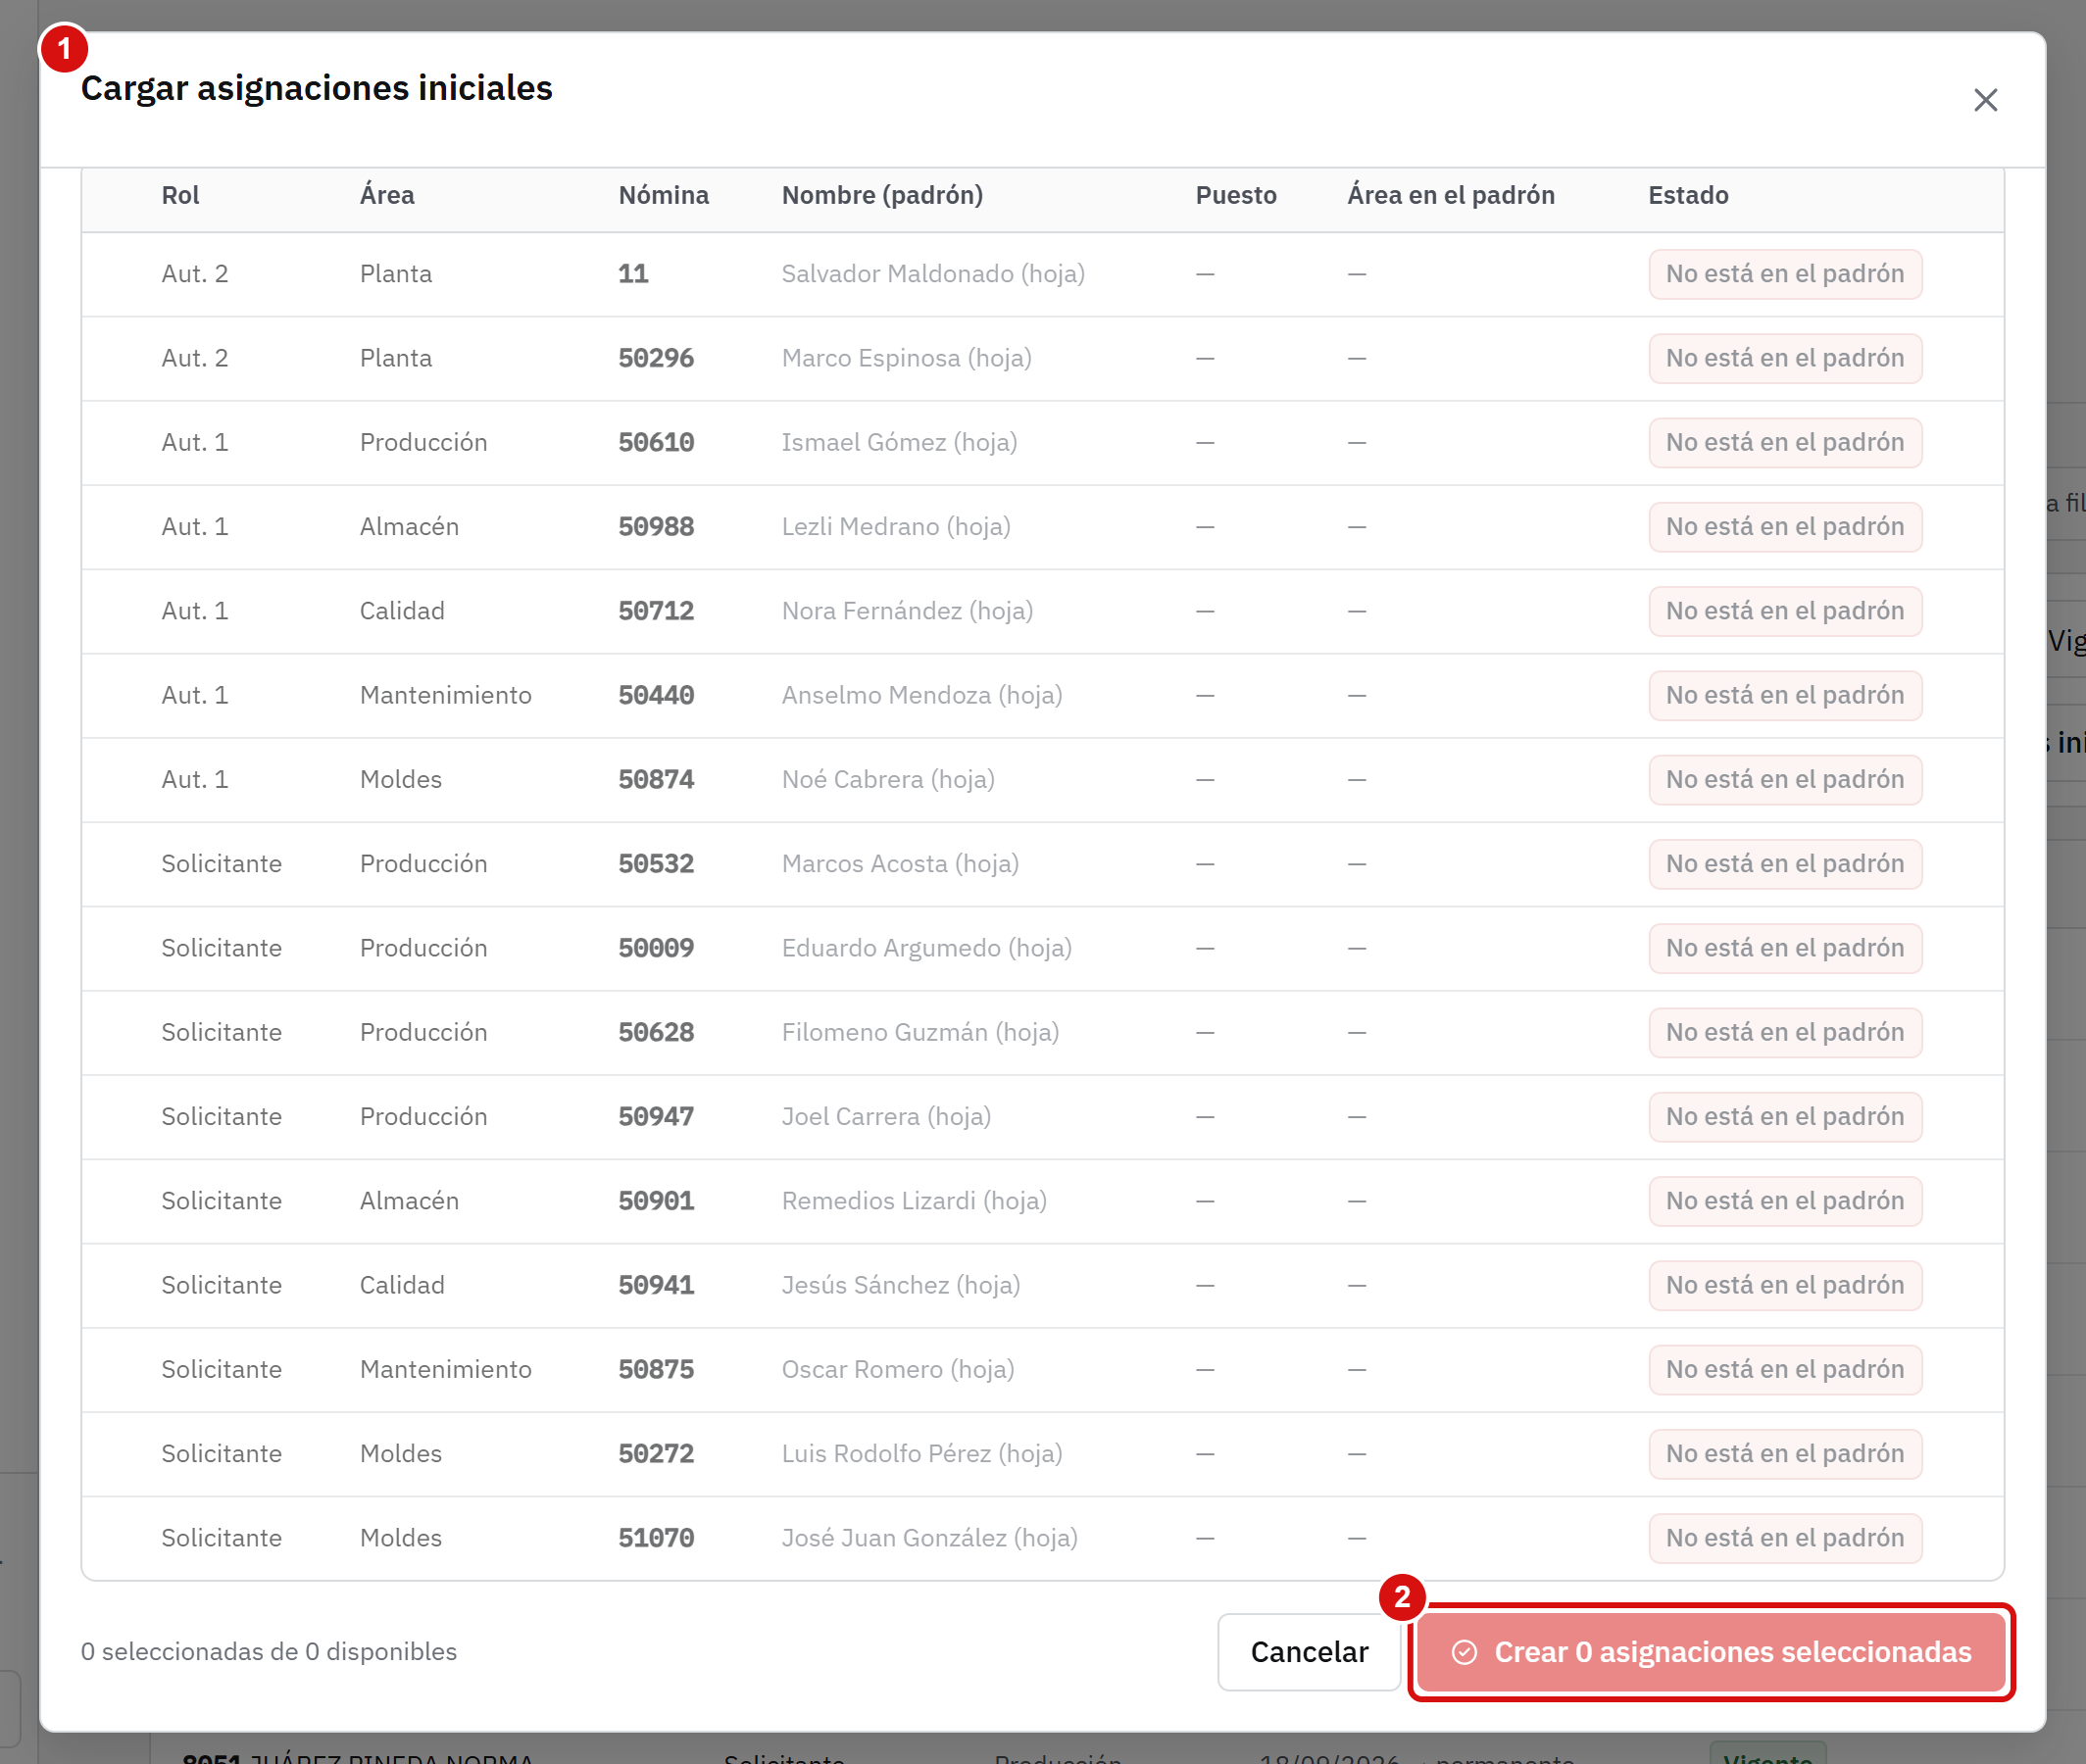 1
Cargar asignaciones iniciales
Rol Área Nómina Nombre (padrón) Puesto Área en el padrón Estado
Aut. 2 Planta 11 Salvador Maldonado (hoja) — — No está en el padrón
Aut. 2 Planta 50296 Marco Espinosa (hoja) — — No está en el padrón
Aut. 1 Producción 50610 Ismael Gómez (hoja) — — No está en el padrón
Aut. 1 Almacén 50988 Lezli Medrano (hoja) — — No está en el padrón
Aut. 1 Calidad 50712 Nora Fernández (hoja) — — No está en el padrón
Aut. 1 Mantenimiento 50440 Anselmo Mendoza (hoja) — — No está en el padrón
Aut. 1 Moldes 50874 Noé Cabrera (hoja) — — No está en el padrón
Solicitante Producción 50532 Marcos Acosta (hoja) — — No está en el padrón
Solicitante Producción 50009 Eduardo Argumedo (hoja) — — No está en el padrón
Solicitante Producción 50628 Filomeno Guzmán (hoja) — — No está en el padrón
Solicitante Producción 50947 Joel Carrera (hoja) — — No está en el padrón
Solicitante Almacén 50901 Remedios Lizardi (hoja) — — No está en el padrón
Solicitante Calidad 50941 Jesús Sánchez (hoja) — — No está en el padrón
Solicitante Mantenimiento 50875 Oscar Romero (hoja) — — No está en el padrón
Solicitante Moldes 50272 Luis Rodolfo Pérez (hoja) — — No está en el padrón
Solicitante Moldes 51070 José Juan González (hoja) — — No está en el padrón
2
0 seleccionadas de 0 disponibles Cancelar Crear 0 asignaciones seleccionadas
8051 JUÁREZ PINEDA NORMA Solicitante Producción 18/09/2026 permanente Vigente